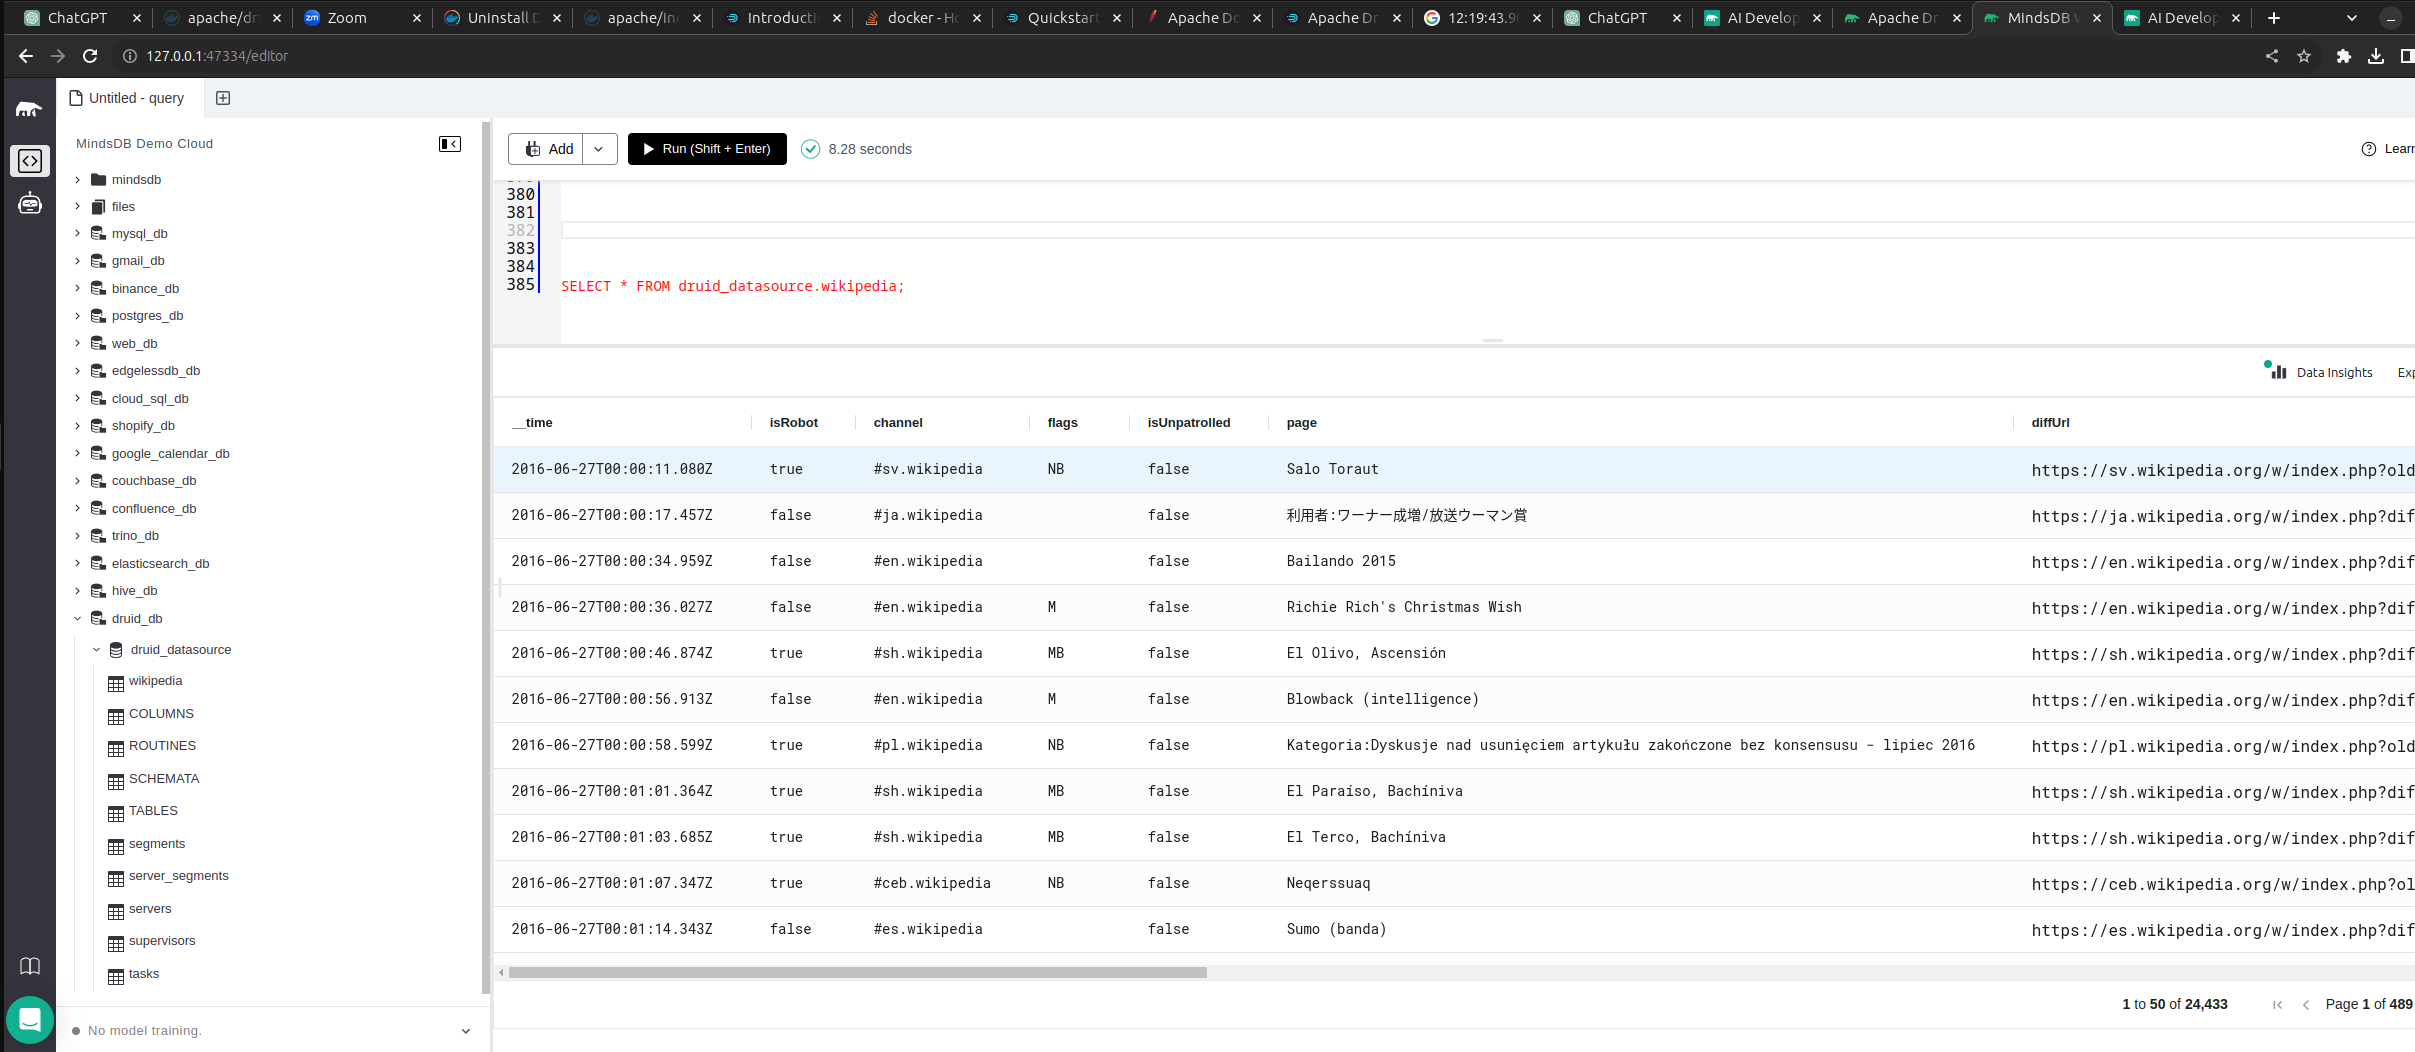 ChatGPT
apache/dr
Zoom
Uninstall D
apache/inc
Introducti
docker - Ho
Quickstart
Apache Do
Apache Dr
12:19:43.9
ChatGPT
AI Develop
Apache Dr
MindsDB W
AI Develop
127.0.0.1:47334/editor
Untitled - query
MindsDB Demo Cloud
Add
Run (Shift + Enter)
8.28 seconds
Lear
mindsdb
files
mysql_db
gmail_db
binance_db
postgres_db
web_db
edgelessdb_db
cloud_sql_db
shopify_db
google_calendar_db
couchbase_db
confluence_db
trino_db
elasticsearch_db
hive_db
druid_db
druid_datasource
wikipedia
COLUMNS
ROUTINES
SCHEMATA
TABLES
segments
server_segments
servers
supervisors
tasks
No model training.
380
381
382
383
384
385 SELECT * FROM druid_datasource.wikipedia;
Data Insights Exp
__time isRobot channel flags isUnpatrolled page diffUrl
2016-06-27T00:00:11.080Z true #sv.wikipedia NB false Salo Toraut https://sv.wikipedia.org/w/index.php?old
2016-06-27T00:00:17.457Z false #ja.wikipedia false 利用者:ワーナー成増/放送ウーマン賞 https://ja.wikipedia.org/w/index.php?dif
2016-06-27T00:00:34.959Z false #en.wikipedia false Bailando 2015 https://en.wikipedia.org/w/index.php?dif
2016-06-27T00:00:36.027Z false #en.wikipedia M false Richie Rich's Christmas Wish https://en.wikipedia.org/w/index.php?dif
2016-06-27T00:00:46.874Z true #sh.wikipedia MB false El Olivo, Ascensión https://sh.wikipedia.org/w/index.php?dif
2016-06-27T00:00:56.913Z false #en.wikipedia M false Blowback (intelligence) https://en.wikipedia.org/w/index.php?dif
2016-06-27T00:00:58.599Z true #pl.wikipedia NB false Kategoria:Dyskusje nad usunięciem artykułu zakończone bez konsensusu − lipiec 2016 https://pl.wikipedia.org/w/index.php?old
2016-06-27T00:01:01.364Z true #sh.wikipedia MB false El Paraíso, Bachíniva https://sh.wikipedia.org/w/index.php?dif
2016-06-27T00:01:03.685Z true #sh.wikipedia MB false El Terco, Bachíniva https://sh.wikipedia.org/w/index.php?dif
2016-06-27T00:01:07.347Z true #ceb.wikipedia NB false Neqerssuaq https://ceb.wikipedia.org/w/index.php?ol
2016-06-27T00:01:14.343Z false #es.wikipedia false Sumo (banda) https://es.wikipedia.org/w/index.php?dif
1 to 50 of 24,433 Page 1 of 489